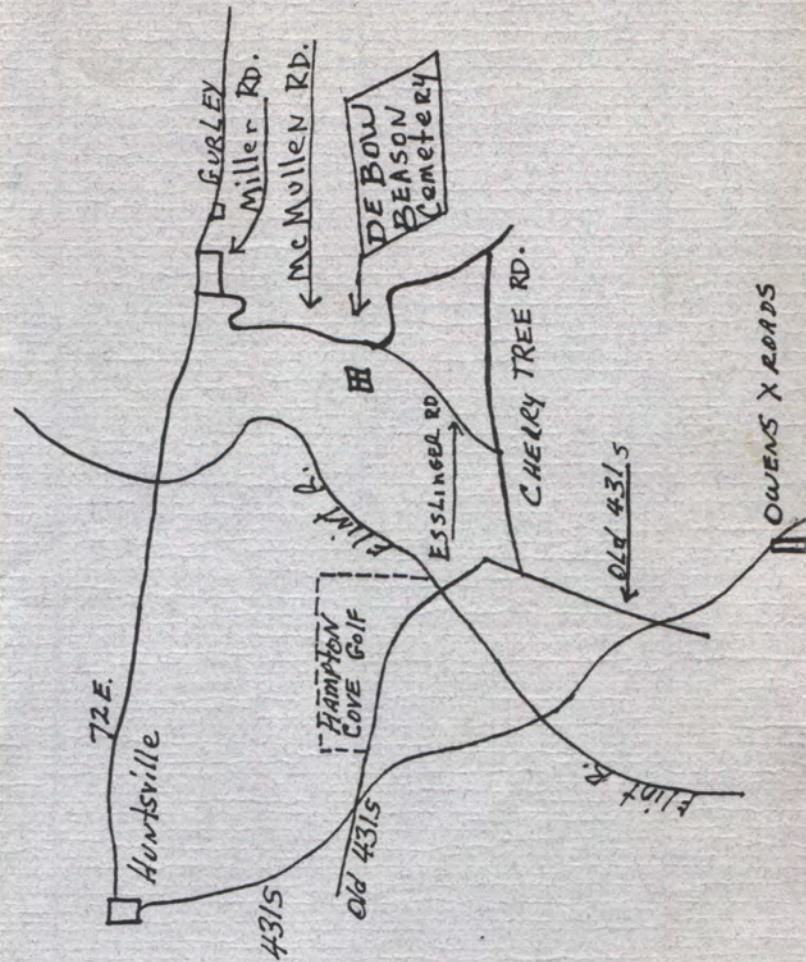 GURLEY
Miller RD.
McMullen RD.
DE BOW
BEASON
Cemetery
72 E.
Huntsville
Flint R.
ESSLINGER RD
CHERRY TREE RD.
HAMPTON
COVE GOLF
Old 431S
431S
Old 431S
Flint R.
OWENS X ROADS